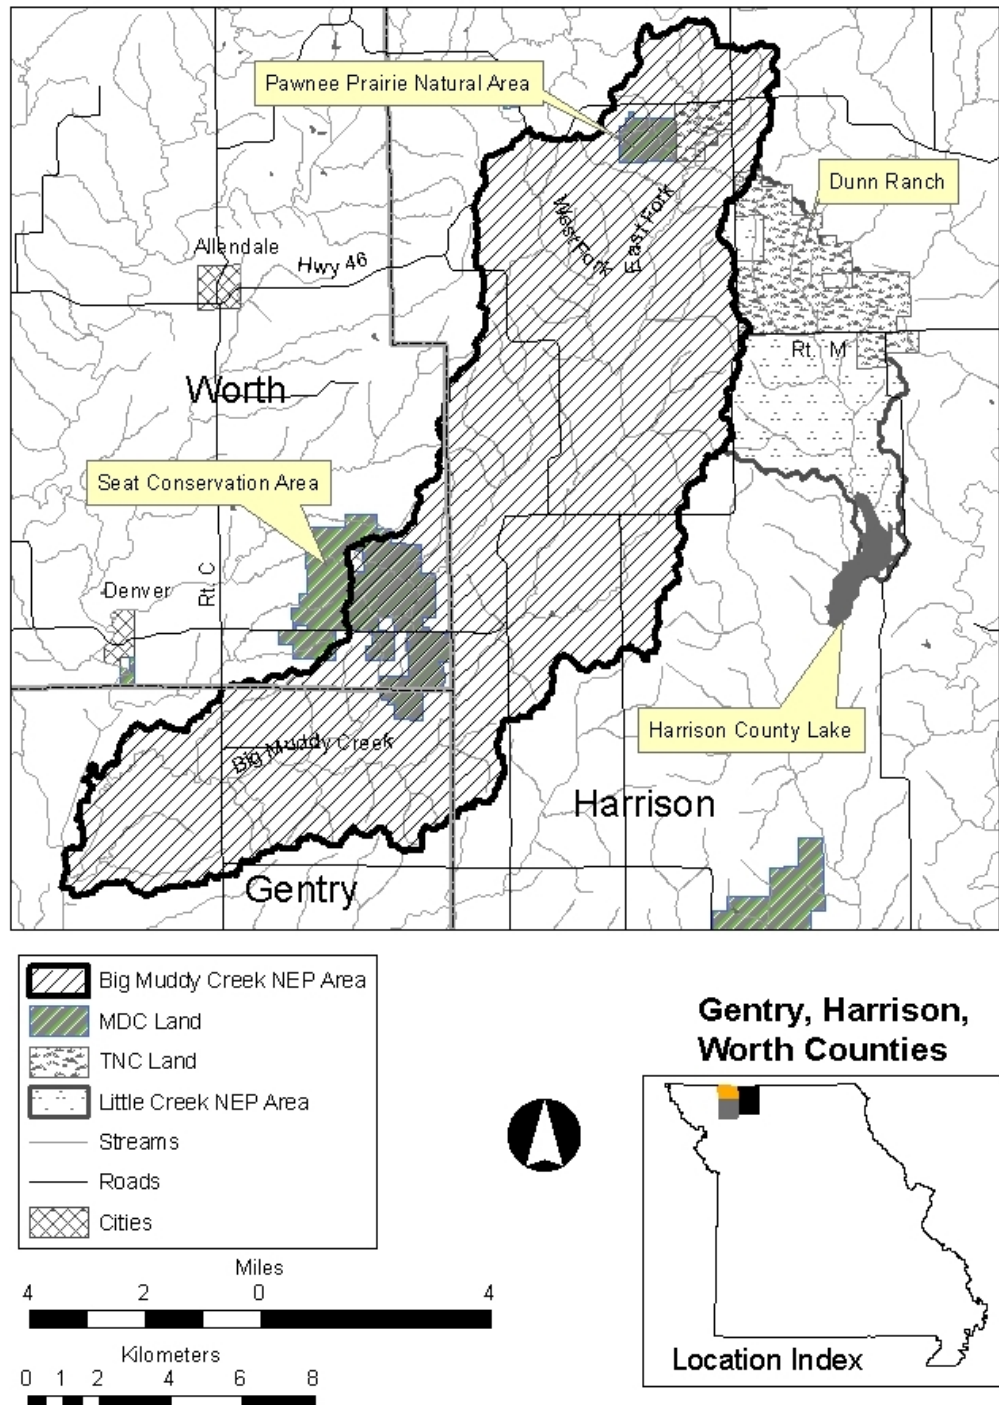 Pawnee Prairie Natural Area
Dunn Ranch
West Fork
East Fork
Allendale
Hwy 46
Rt. M
Worth
Seat Conservation Area
Denver
Rt. C
Harrison County Lake
Big Muddy Creek
Harrison
Gentry
Big Muddy Creek NEP Area
MDC Land
TNC Land
Little Creek NEP Area
Streams
Roads
Cities
Miles
4 2 0 4
Kilometers
0 1 2 4 6 8
Gentry, Harrison,
Worth Counties
Location Index